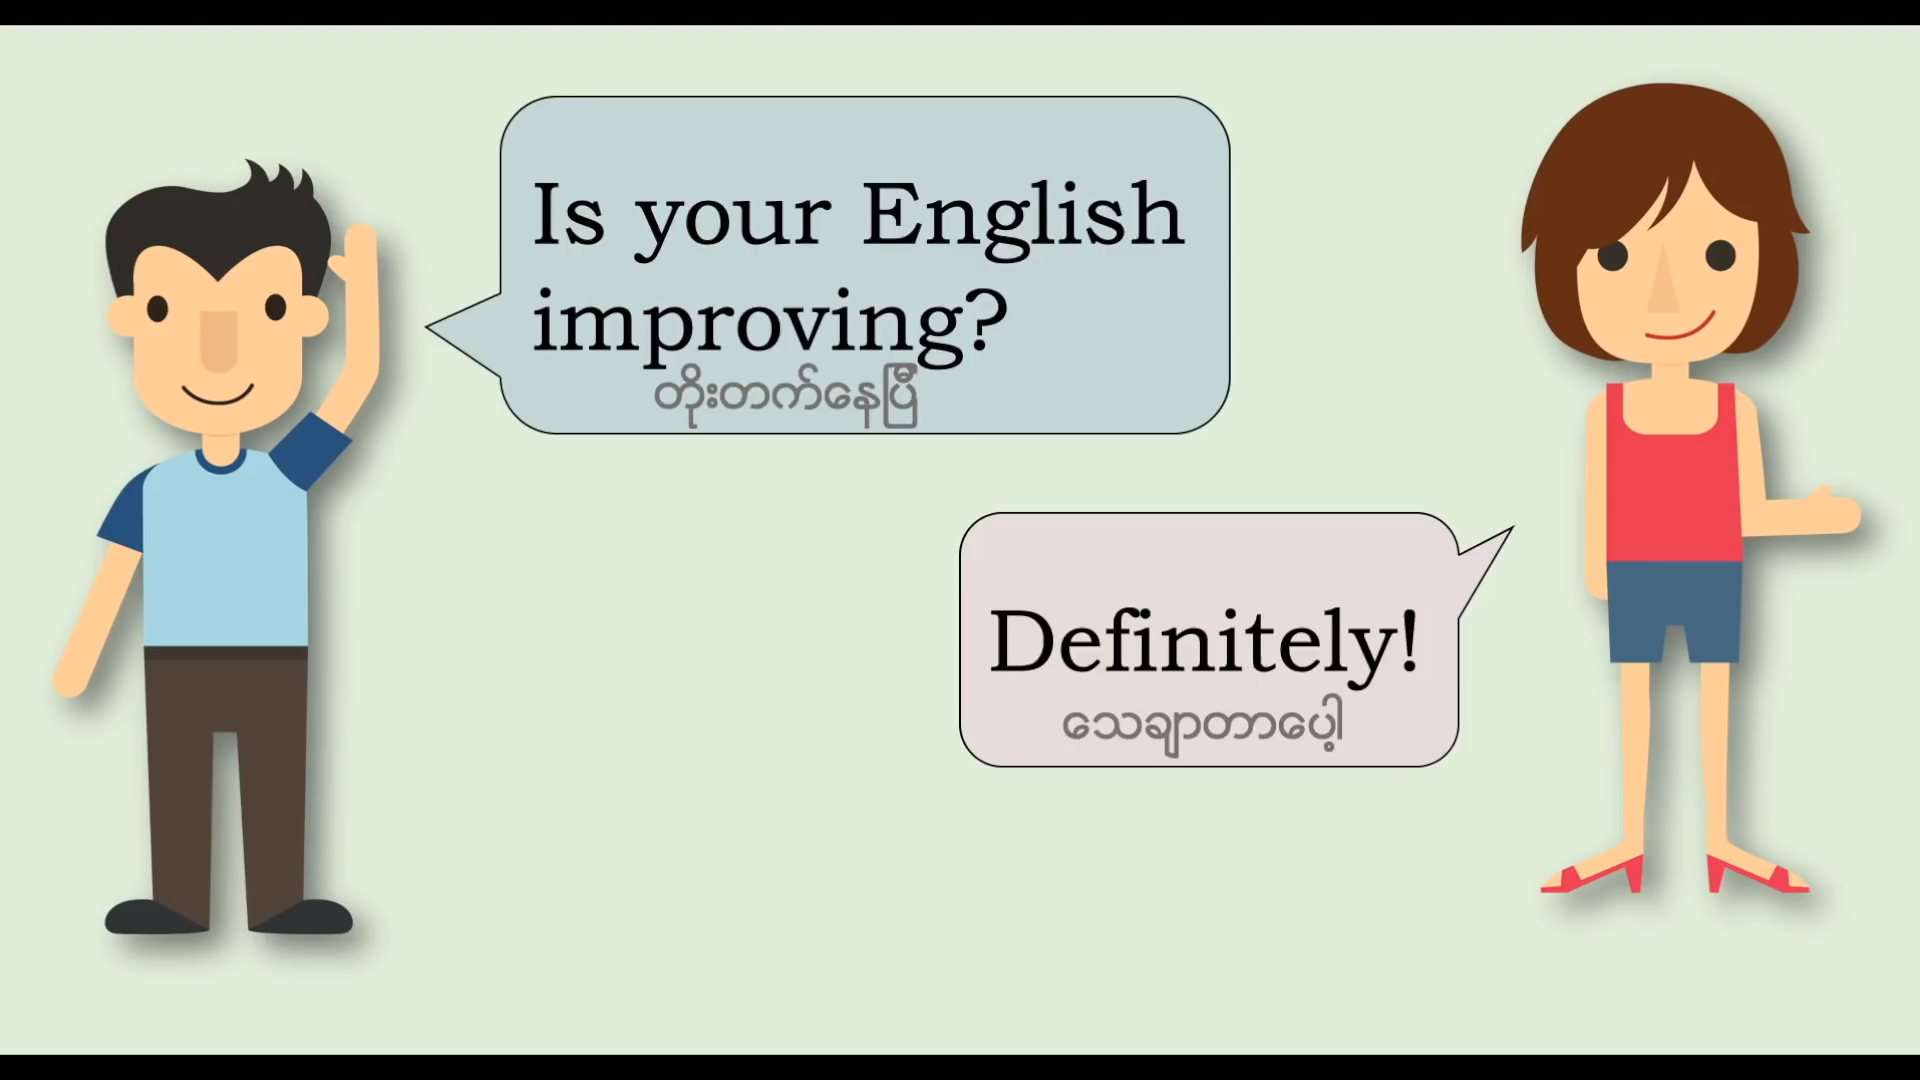 Is your English
improving?
တိုးတက်နေပြီ
Definitely!
သေချာတာပေါ့